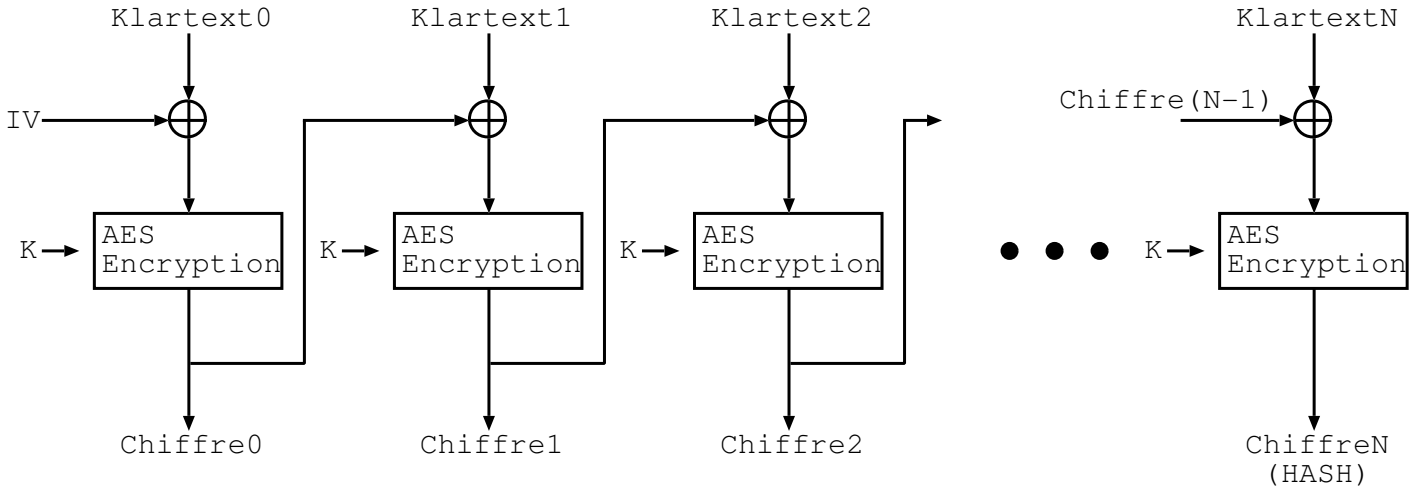 Klartext0 Klartext1 Klartext2 KlartextN
IV Chiffre(N-1)
K AES K AES K AES K AES
Encryption Encryption Encryption Encryption
Chiffre0 Chiffre1 Chiffre2 ChiffreN
(HASH)